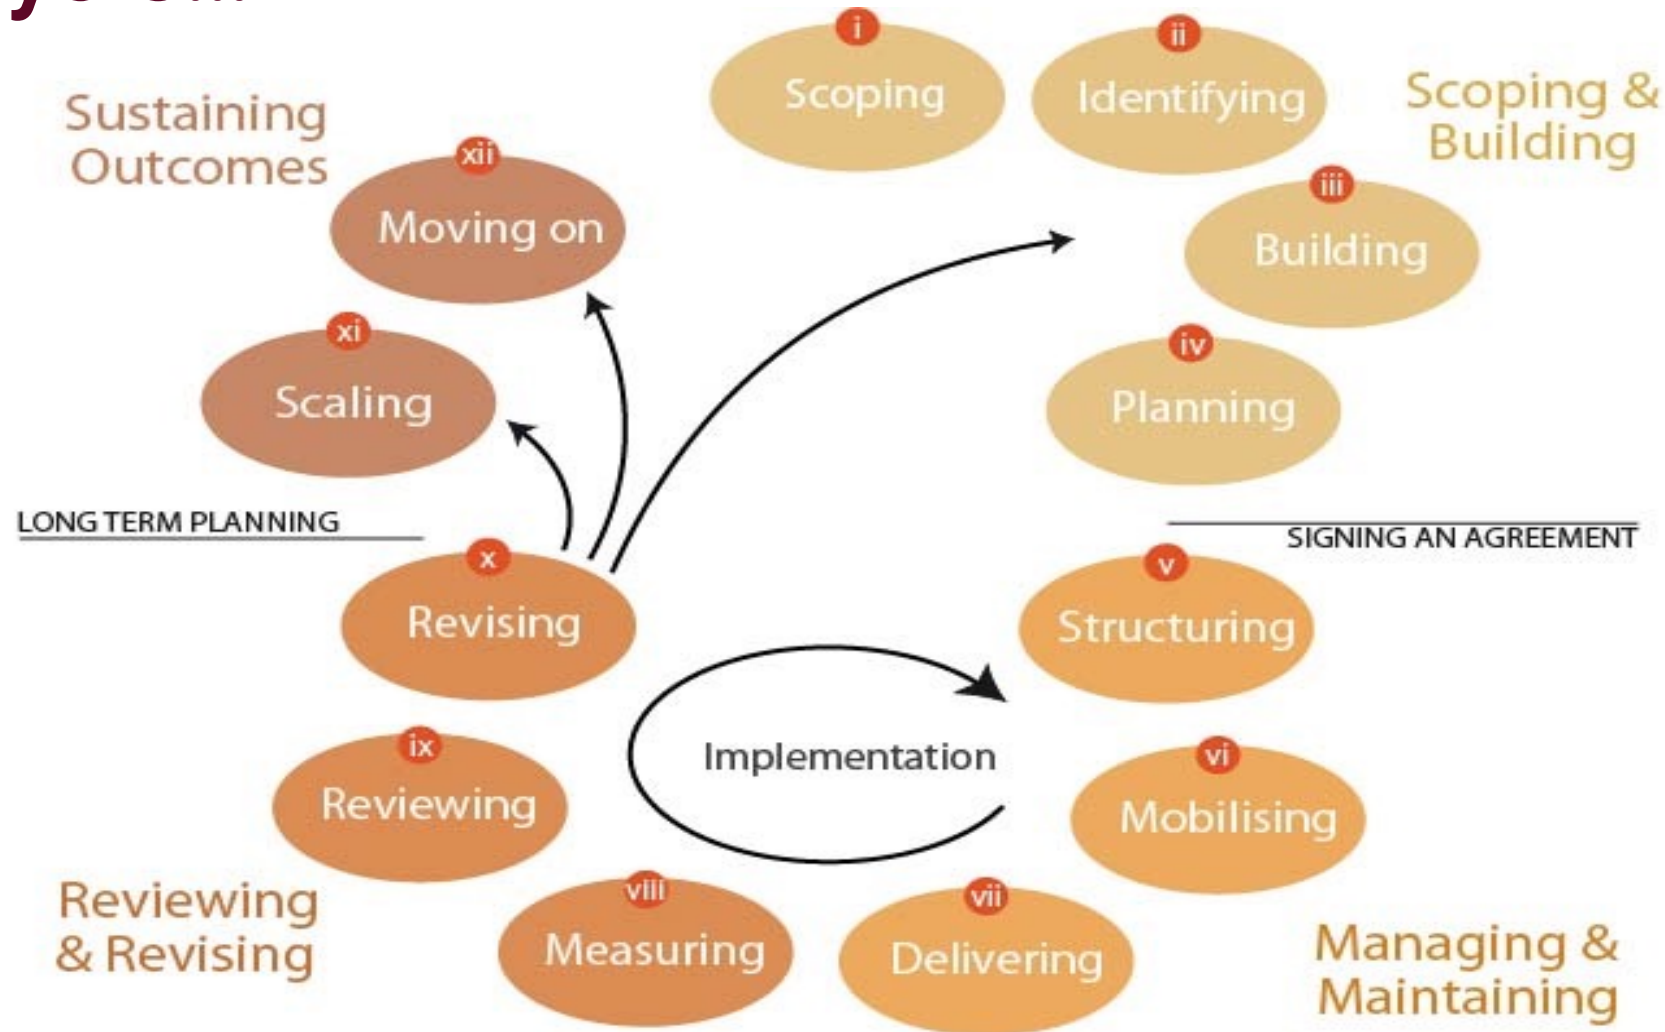 i
Scoping
ii
Identifying
Scoping &
Building
iii
Building
iv
Planning
SIGNING AN AGREEMENT
v
Structuring
vi
Mobilising
Managing &
Maintaining
vii
Delivering
viii
Measuring
Reviewing
& Revising
ix
Reviewing
x
Revising
Implementation
LONG TERM PLANNING
xi
Scaling
xii
Moving on
Sustaining
Outcomes